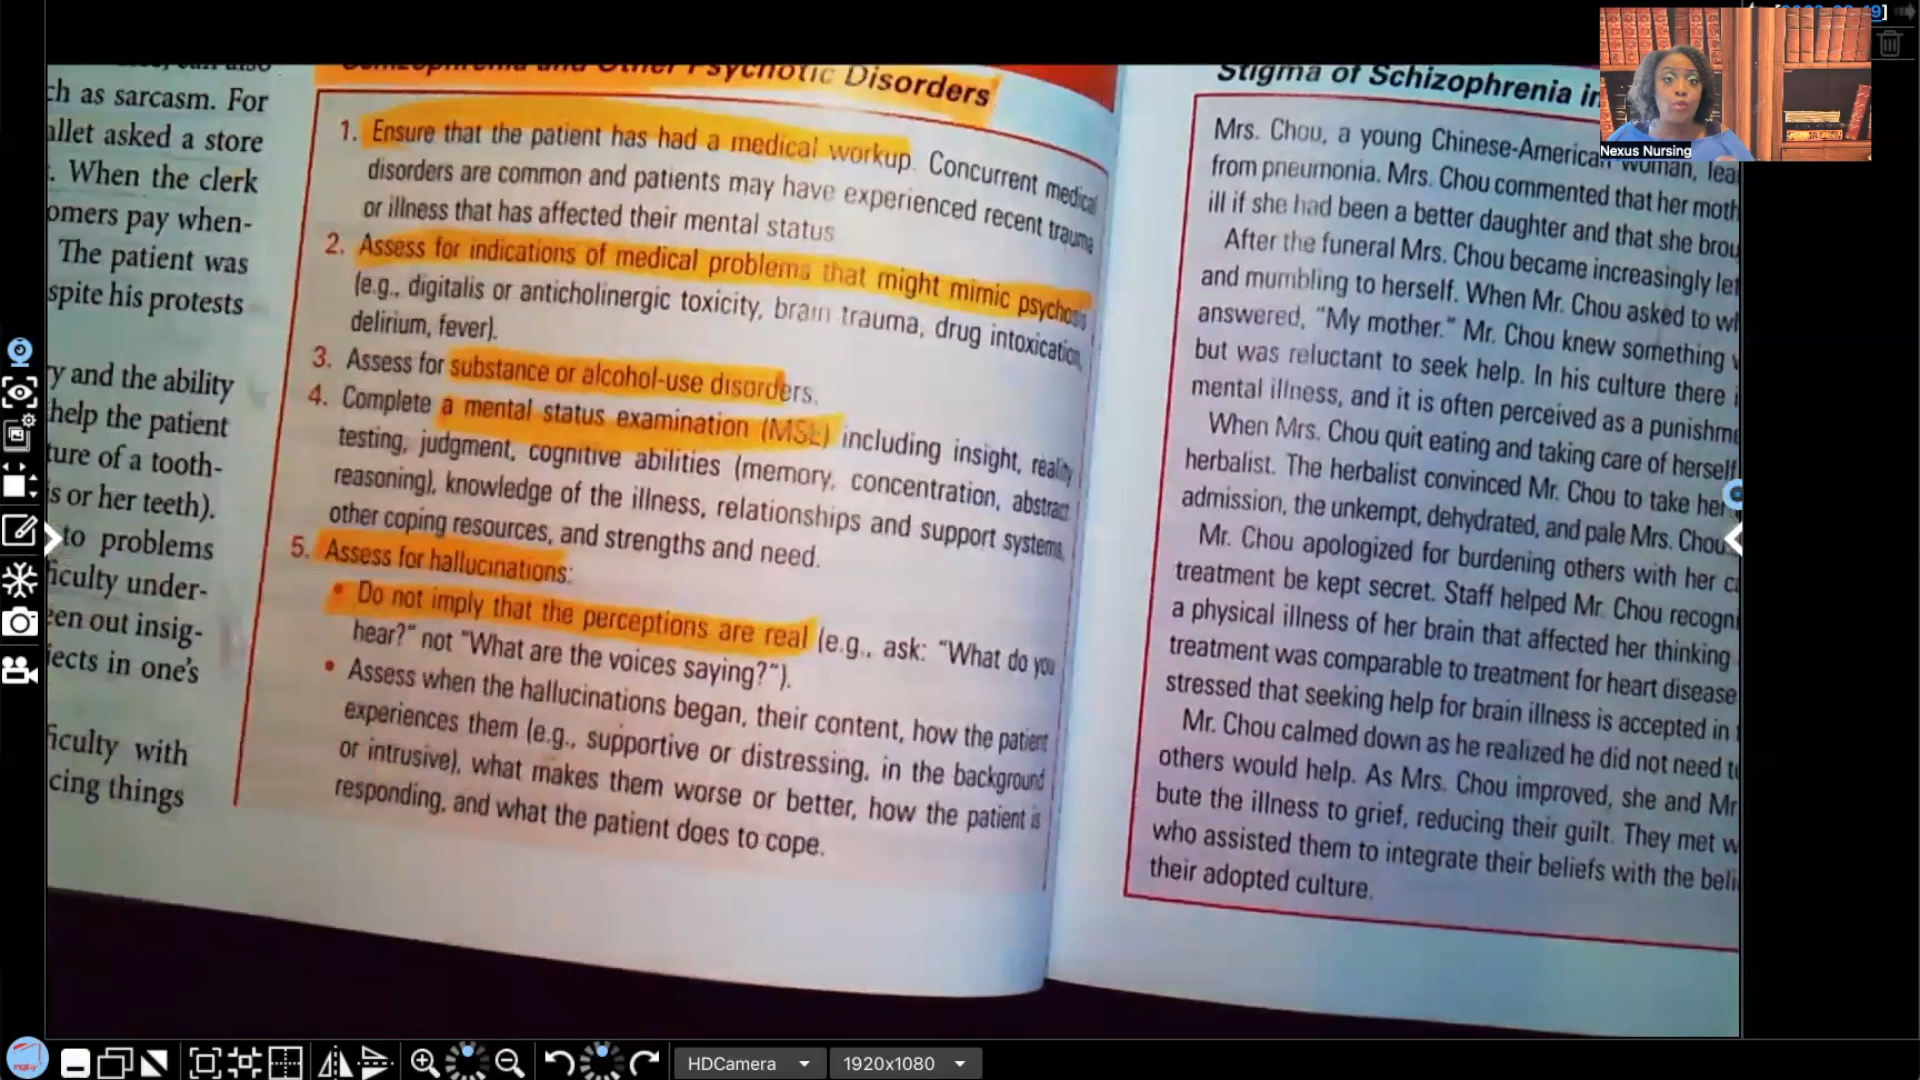 such as sarcasm. For
asked a store
When the clerk
pay when-
The patient was
spite his protests
and the ability
help the patient
of a tooth-
or her teeth).
to problems
under-
out insig-
in one's
with
things
Schizophrenia and Other Psychotic Disorders
1. Ensure that the patient has had a medical workup. Concurrent medical
disorders are common and patients may have experienced recent trauma
or illness that has affected their mental status
2. Assess for indications of medical problems that might mimic psychosis
(e.g., digitalis or anticholinergic toxicity, brain trauma, drug intoxication,
delirium, fever).
3. Assess for substance or alcohol-use disorders.
4. Complete a mental status examination (MSE) including insight, reality
testing, judgment, cognitive abilities (memory, concentration, abstract
reasoning), knowledge of the illness, relationships and support systems,
other coping resources, and strengths and need.
5. Assess for hallucinations:
• Do not imply that the perceptions are real (e.g., ask: "What do you
hear?" not "What are the voices saying?").
• Assess when the hallucinations began, their content, how the patient
experiences them (e.g., supportive or distressing, in the background
or intrusive), what makes them worse or better, how the patient is
responding, and what the patient does to cope.
Stigma of Schizophrenia in
Mrs. Chou, a young Chinese-American woman,
from pneumonia. Mrs. Chou commented that her
ill if she had been a better daughter and that she
After the funeral Mrs. Chou became increasingly
and mumbling to herself. When Mr. Chou asked to
answered, "My mother." Mr. Chou knew something
but was reluctant to seek help. In his culture there
mental illness, and it is often perceived as a
When Mrs. Chou quit eating and taking care of herself
herbalist. The herbalist convinced Mr. Chou to take her
admission, the unkempt, dehydrated, and pale Mrs. Chou
Mr. Chou apologized for burdening others with her
treatment be kept secret. Staff helped Mr. Chou
a physical illness of her brain that affected her thinking
treatment was comparable to treatment for heart disease
stressed that seeking help for brain illness is accepted in
Mr. Chou calmed down as he realized he did not need
others would help. As Mrs. Chou improved, she and
bute the illness to grief, reducing their guilt. They met
who assisted them to integrate their beliefs with the
their adopted culture.
Nexus Nursing
HDCamera
1920x1080